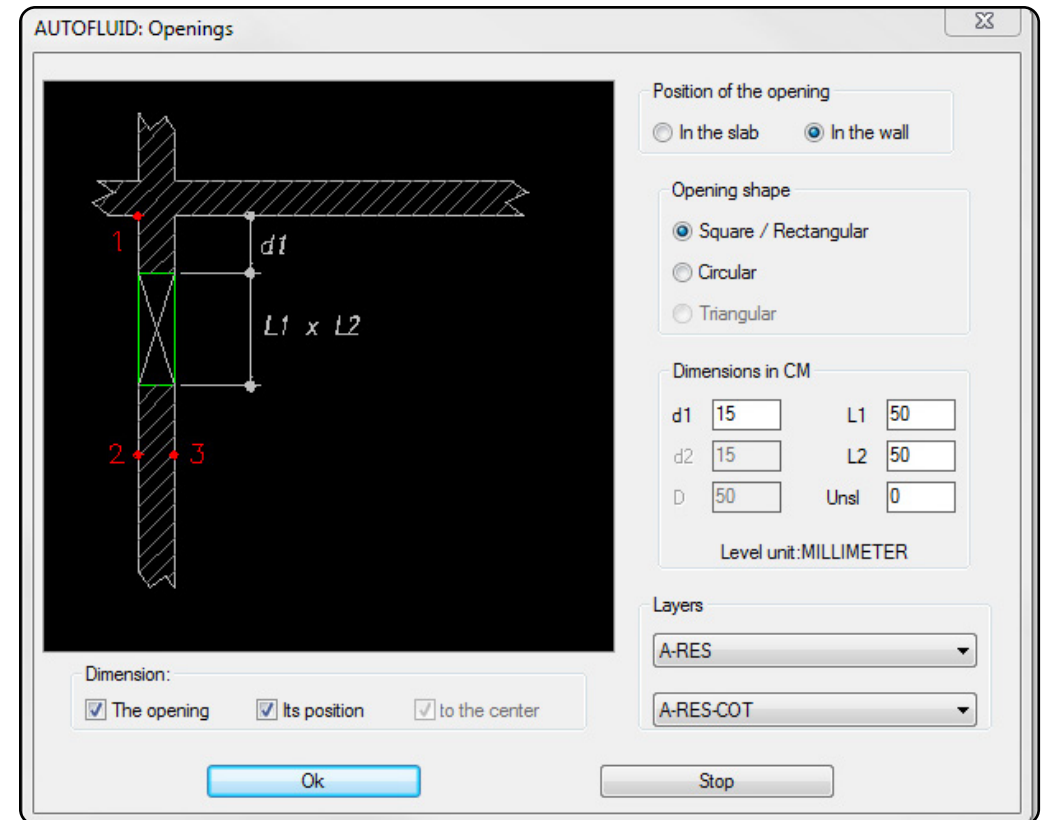 AUTOFLUID: Openings
1
d1
L1 x L2
2 3
Position of the opening
In the slab In the wall
Opening shape
Square / Rectangular
Circular
Triangular
Dimensions in CM
d1 15 L1 50
d2 15 L2 50
D 50 Unsl 0
Level unit:MILLIMETER
Layers
A-RES
A-RES-COT
Dimension:
The opening Its position to the center
Ok Stop